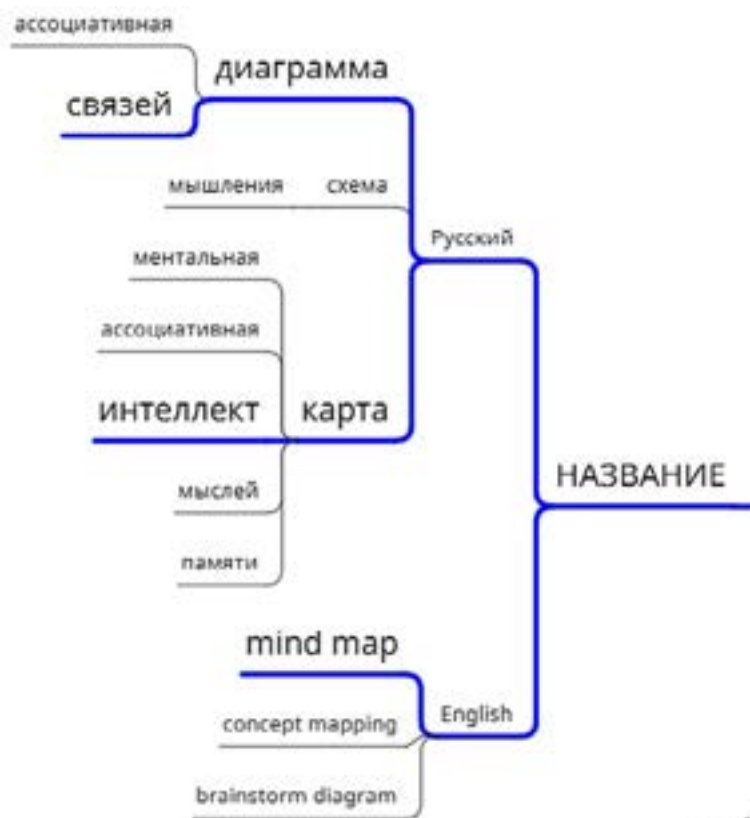 ассоциативная
диаграмма
связей
мышления схема
Русский
ментальная
ассоциативная
интеллект карта
НАЗВАНИЕ
мыслей
памяти
mind map
English
concept mapping
brainstorm diagram